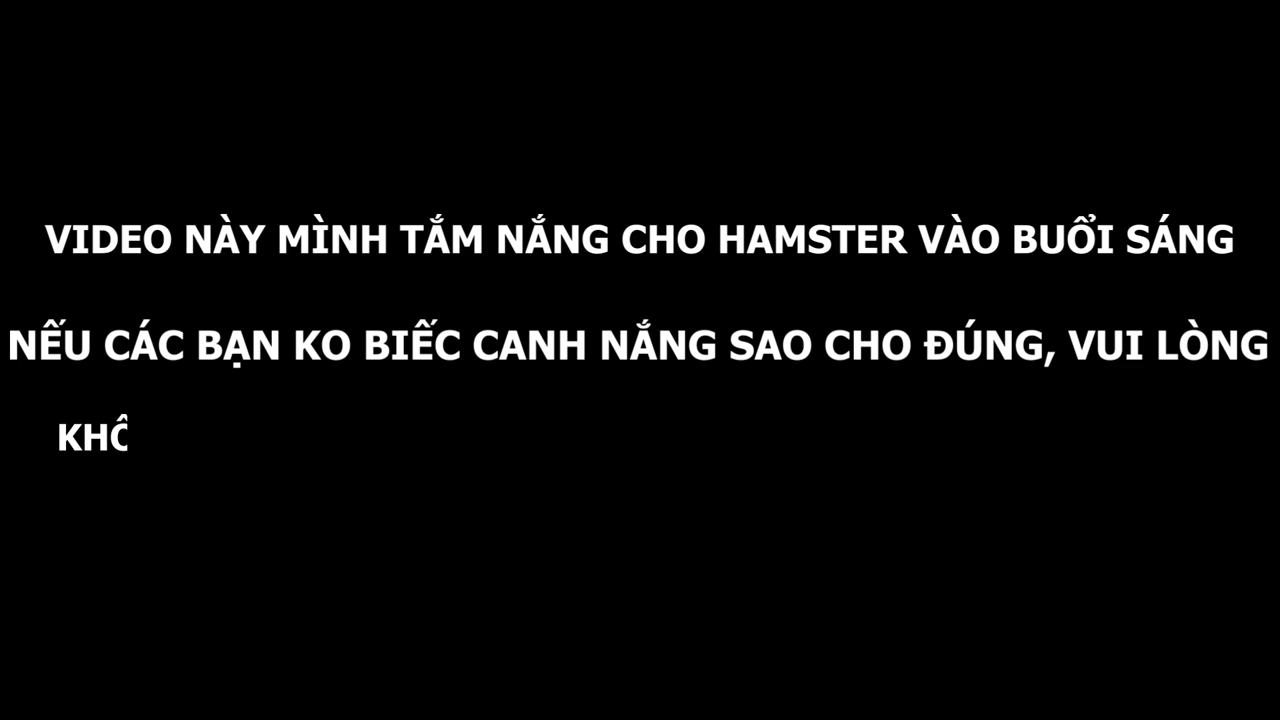 VIDEO NÀY MÌNH TẮM NẮNG CHO HAMSTER VÀO BUỔI SÁNG
NẾU CÁC BẠN KO BIẾC CANH NẮNG SAO CHO ĐÚNG, VUI LÒNG